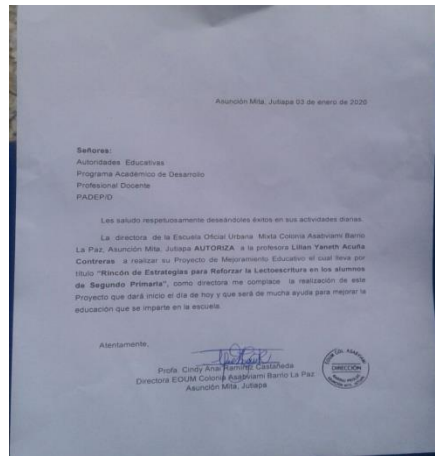 Asunción Mita, Jutiapa 03 de enero de 2020
Señores:
Autoridades Educativas
Programa Académico de Desarrollo
Profesional Docente
PADEP/D
Les saludo respetuosamente deseándoles éxitos en sus actividades diarias.
La directora de la Escuela Oficial Urbana Mixta Colonia Asabviami Barrio
La Paz, Asunción Mita, Jutiapa AUTORIZA a la profesora Lilian Yaneth Acuña
Contreras a realizar su Proyecto de Mejoramiento Educativo el cual lleva por
título "Rincón de Estrategias para Reforzar la Lectoescritura en los alumnos
de Segundo Primaria", como directora me complace la realización de este
Proyecto que dará inicio el día de hoy y que será de mucha ayuda para mejorar la
educación que se imparte en la escuela.
Atentamente,
Profa. Cindy Anai Ramírez Castañeda
Directora EOUM Colonia Asabviami Barrio La Paz
Asunción Mita, Jutiapa
EOUM COL. ASABVIAMI
DIRECCIÓN